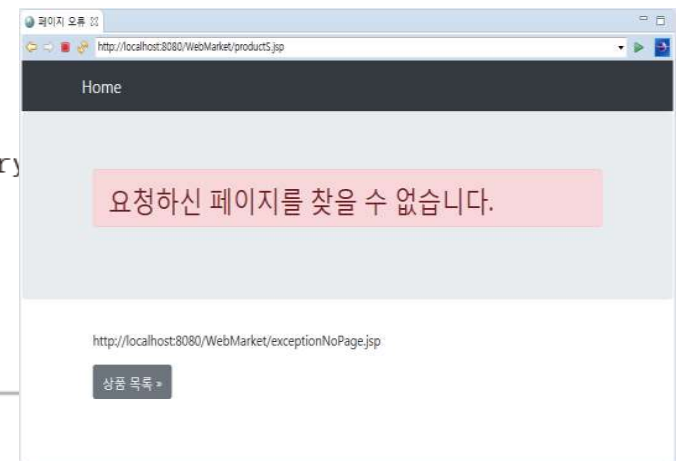 페이지 오류
http://localhost:8080/WebMarket/productS.jsp
Home
ry
요청하신 페이지를 찾을 수 없습니다.
http://localhost:8080/WebMarket/exceptionNoPage.jsp
상품 목록 »